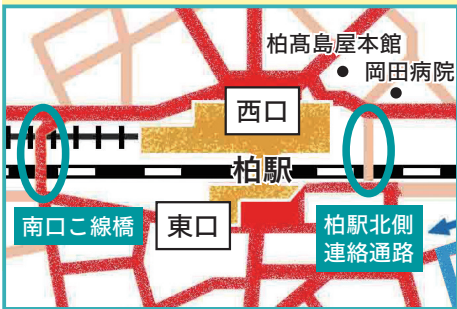 柏髙島屋本館
岡田病院
西口
柏駅
南口こ線橋
東口
柏駅北側
連絡通路